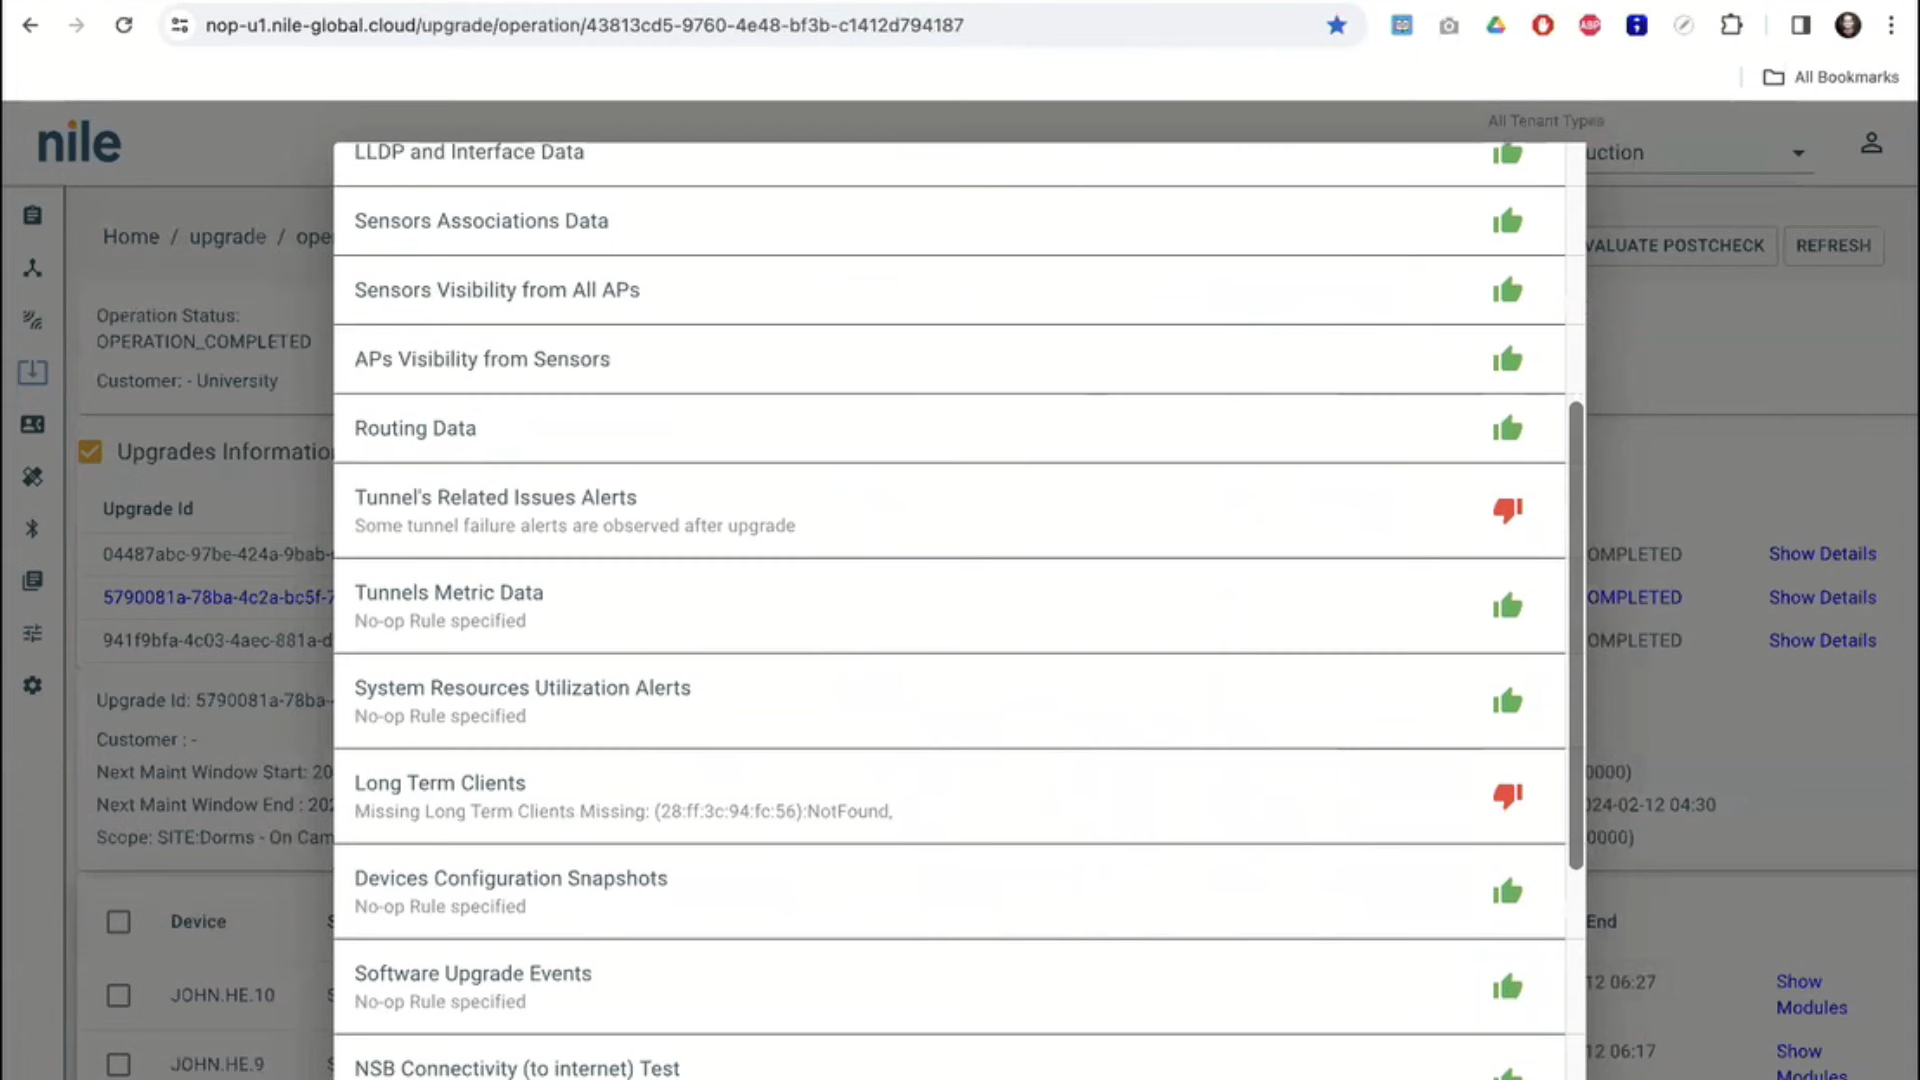 nop-u1.nile-global.cloud/upgrade/operation/43813cd5-9760-4e48-bf3b-c1412d794187
ABP
All Bookmarks
nile
All Tenant Types
uction
Home / upgrade / ope
VALUATE POSTCHECK
REFRESH
Operation Status:
OPERATION_COMPLETED
Customer: - University
Upgrades Informatio
Upgrade Id
04487abc-97be-424a-9bab-
OMPLETED
Show Details
5790081a-78ba-4c2a-bc5f-7
OMPLETED
Show Details
941f9bfa-4c03-4aec-881a-d
OMPLETED
Show Details
Upgrade Id: 5790081a-78ba-
Customer : -
Next Maint Window Start: 20
0000)
Next Maint Window End : 202
024-02-12 04:30
Scope: SITE:Dorms - On Cam
0000)
Device
End
JOHN.HE.10
12 06:27
Show
Modules
JOHN.HE.9
12 06:17
Show
Modules
LLDP and Interface Data
Sensors Associations Data
Sensors Visibility from All APs
APs Visibility from Sensors
Routing Data
Tunnel's Related Issues Alerts
Some tunnel failure alerts are observed after upgrade
Tunnels Metric Data
No-op Rule specified
System Resources Utilization Alerts
No-op Rule specified
Long Term Clients
Missing Long Term Clients Missing: (28:ff:3c:94:fc:56):NotFound,
Devices Configuration Snapshots
No-op Rule specified
Software Upgrade Events
No-op Rule specified
NSB Connectivity (to internet) Test